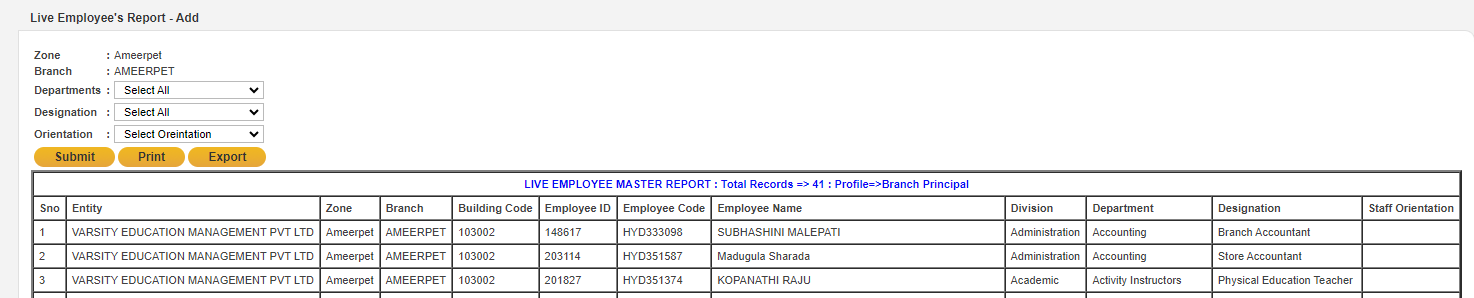 Live Employee's Report - Add
Zone : Ameerpet
Branch : AMEERPET
Departments : Select All
Designation : Select All
Orientation : Select Oreintation
Submit Print Export
LIVE EMPLOYEE MASTER REPORT : Total Records => 41 : Profile=>Branch Principal
Sno Entity Zone Branch Building Code Employee ID Employee Code Employee Name Division Department Designation Staff Orientation
1 VARSITY EDUCATION MANAGEMENT PVT LTD Ameerpet AMEERPET 103002 148617 HYD333098 SUBHASHINI MALEPATI Administration Accounting Branch Accountant
2 VARSITY EDUCATION MANAGEMENT PVT LTD Ameerpet AMEERPET 103002 203114 HYD351587 Madugula Sharada Administration Accounting Store Accountant
3 VARSITY EDUCATION MANAGEMENT PVT LTD Ameerpet AMEERPET 103002 201827 HYD351374 KOPANATHI RAJU Academic Activity Instructors Physical Education Teacher